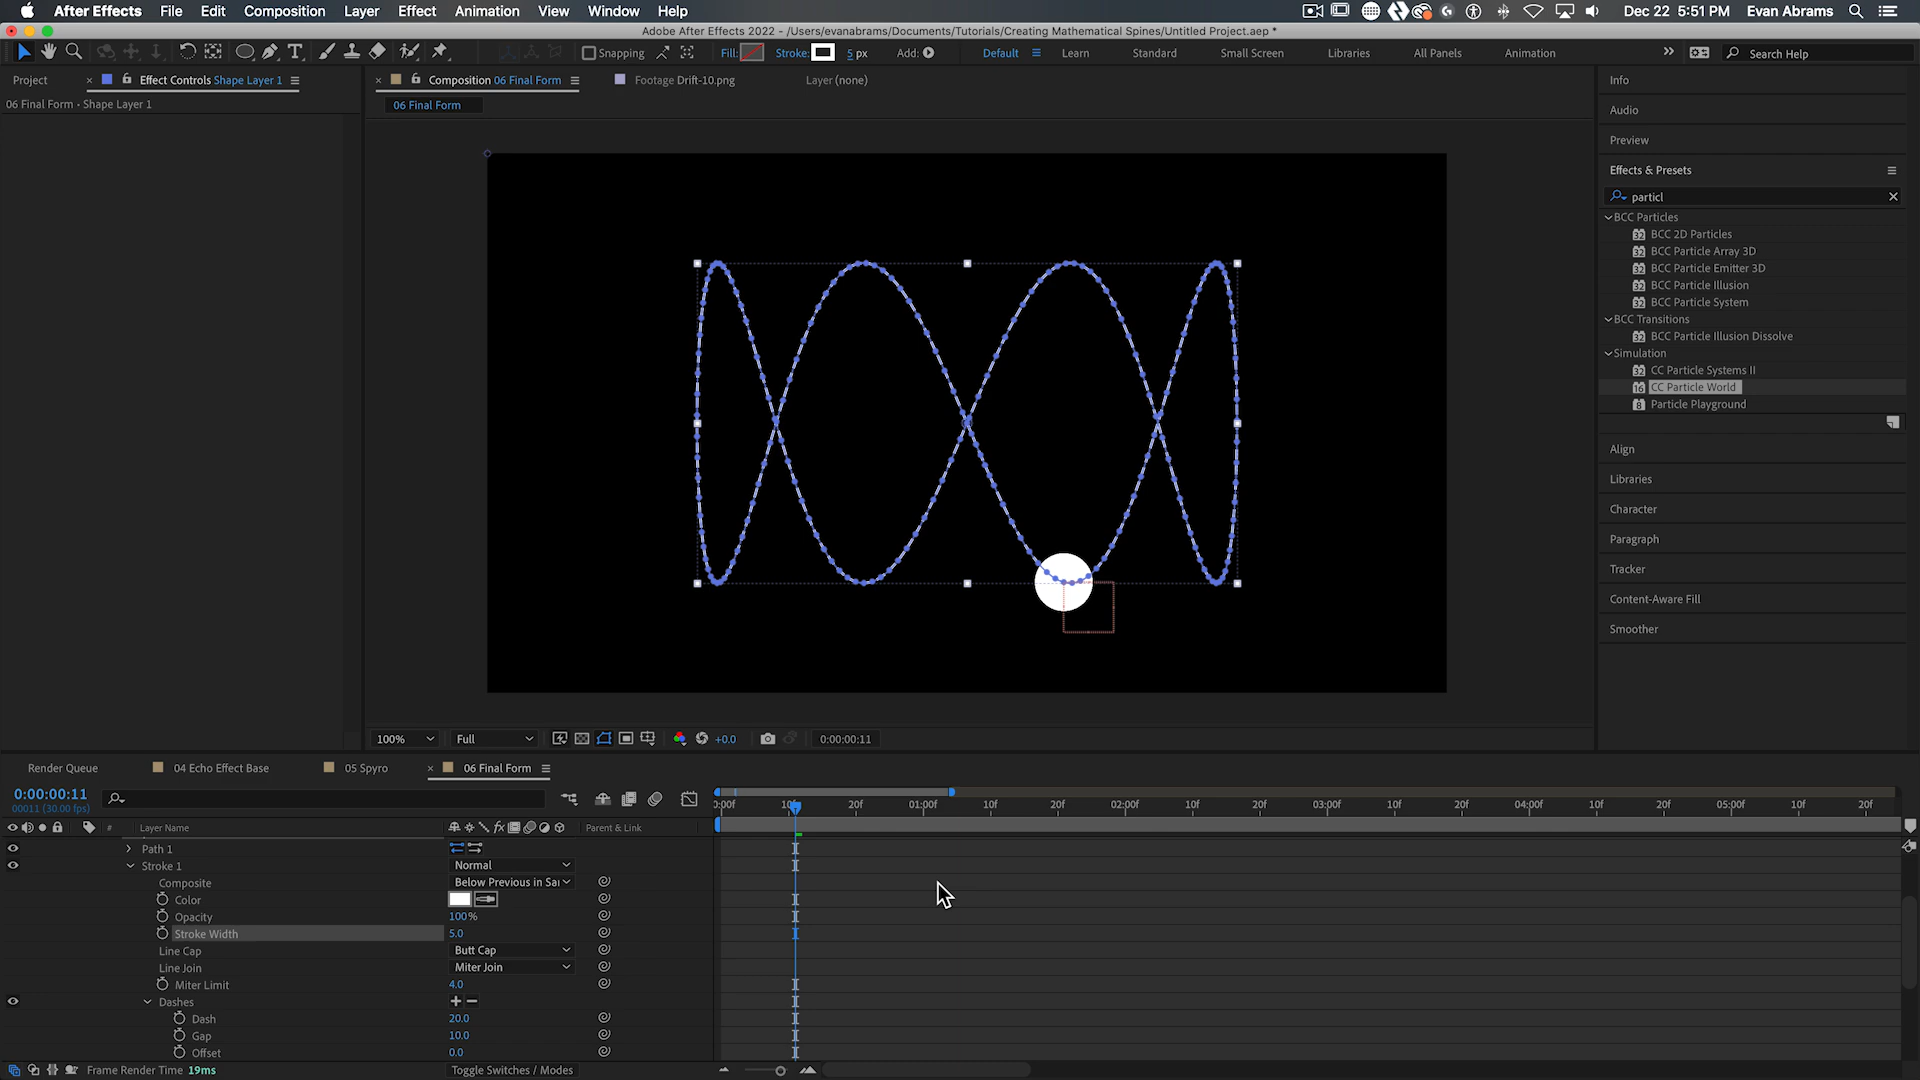 After Effects File Edit Composition Layer Effect Animation View Window Help Dec 22 5:51 PM Evan Abrams
Adobe After Effects 2022 - /Users/evanabrams/Documents/Tutorials/Creating Mathematical Spines/Untitled Project.aep *
Snapping Fill: Stroke: 5 px Add: Default Learn Standard Small Screen Libraries All Panels Animation Search Help
Project Effect Controls Shape Layer 1 Composition 06 Final Form Footage Drift-10.png Layer (none) Info
06 Final Form • Shape Layer 1 06 Final Form
Audio
Preview
Effects & Presets
particl
BCC Particles
BCC 2D Particles
BCC Particle Array 3D
BCC Particle Emitter 3D
BCC Particle Illusion
BCC Particle System
BCC Transitions
BCC Particle Illusion Dissolve
Simulation
CC Particle Systems II
CC Particle World
Particle Playground
Align
Libraries
Character
Paragraph
Tracker
Content-Aware Fill
Smoother
100% Full +0.0 0:00:00:11
Render Queue 04 Echo Effect Base 05 Spyro 06 Final Form
0:00:00:11
00011 (30.00 fps)
:00f 10f 20f 01:00f 10f 20f 02:00f 10f 20f 03:00f 10f 20f 04:00f 10f 20f 05:00f 10f 20f
# Layer Name Parent & Link
Path 1
Stroke 1 Normal
Composite Below Previous in Sa
Color
Opacity 100%
Stroke Width 5.0
Line Cap Butt Cap
Line Join Miter Join
Miter Limit 4.0
Dashes + −
Dash 20.0
Gap 10.0
Offset 0.0
Frame Render Time 19ms Toggle Switches / Modes